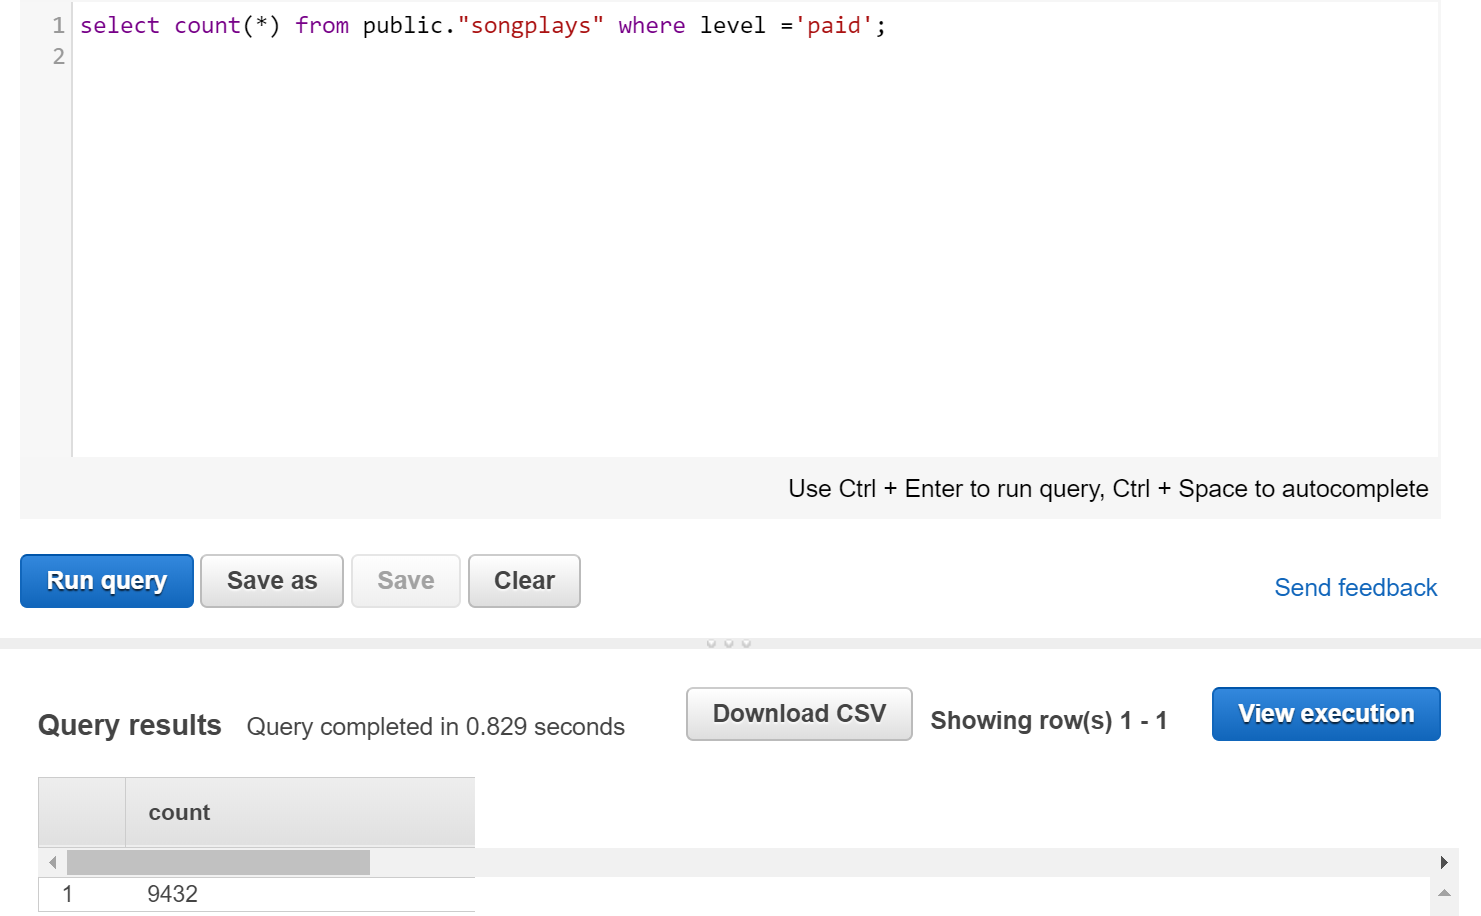 1 select count(*) from public."songplays" where level ='paid';
2
Use Ctrl + Enter to run query, Ctrl + Space to autocomplete
Run query Save as Save Clear Send feedback
Query results Query completed in 0.829 seconds Download CSV Showing row(s) 1 - 1 View execution
count
1 9432